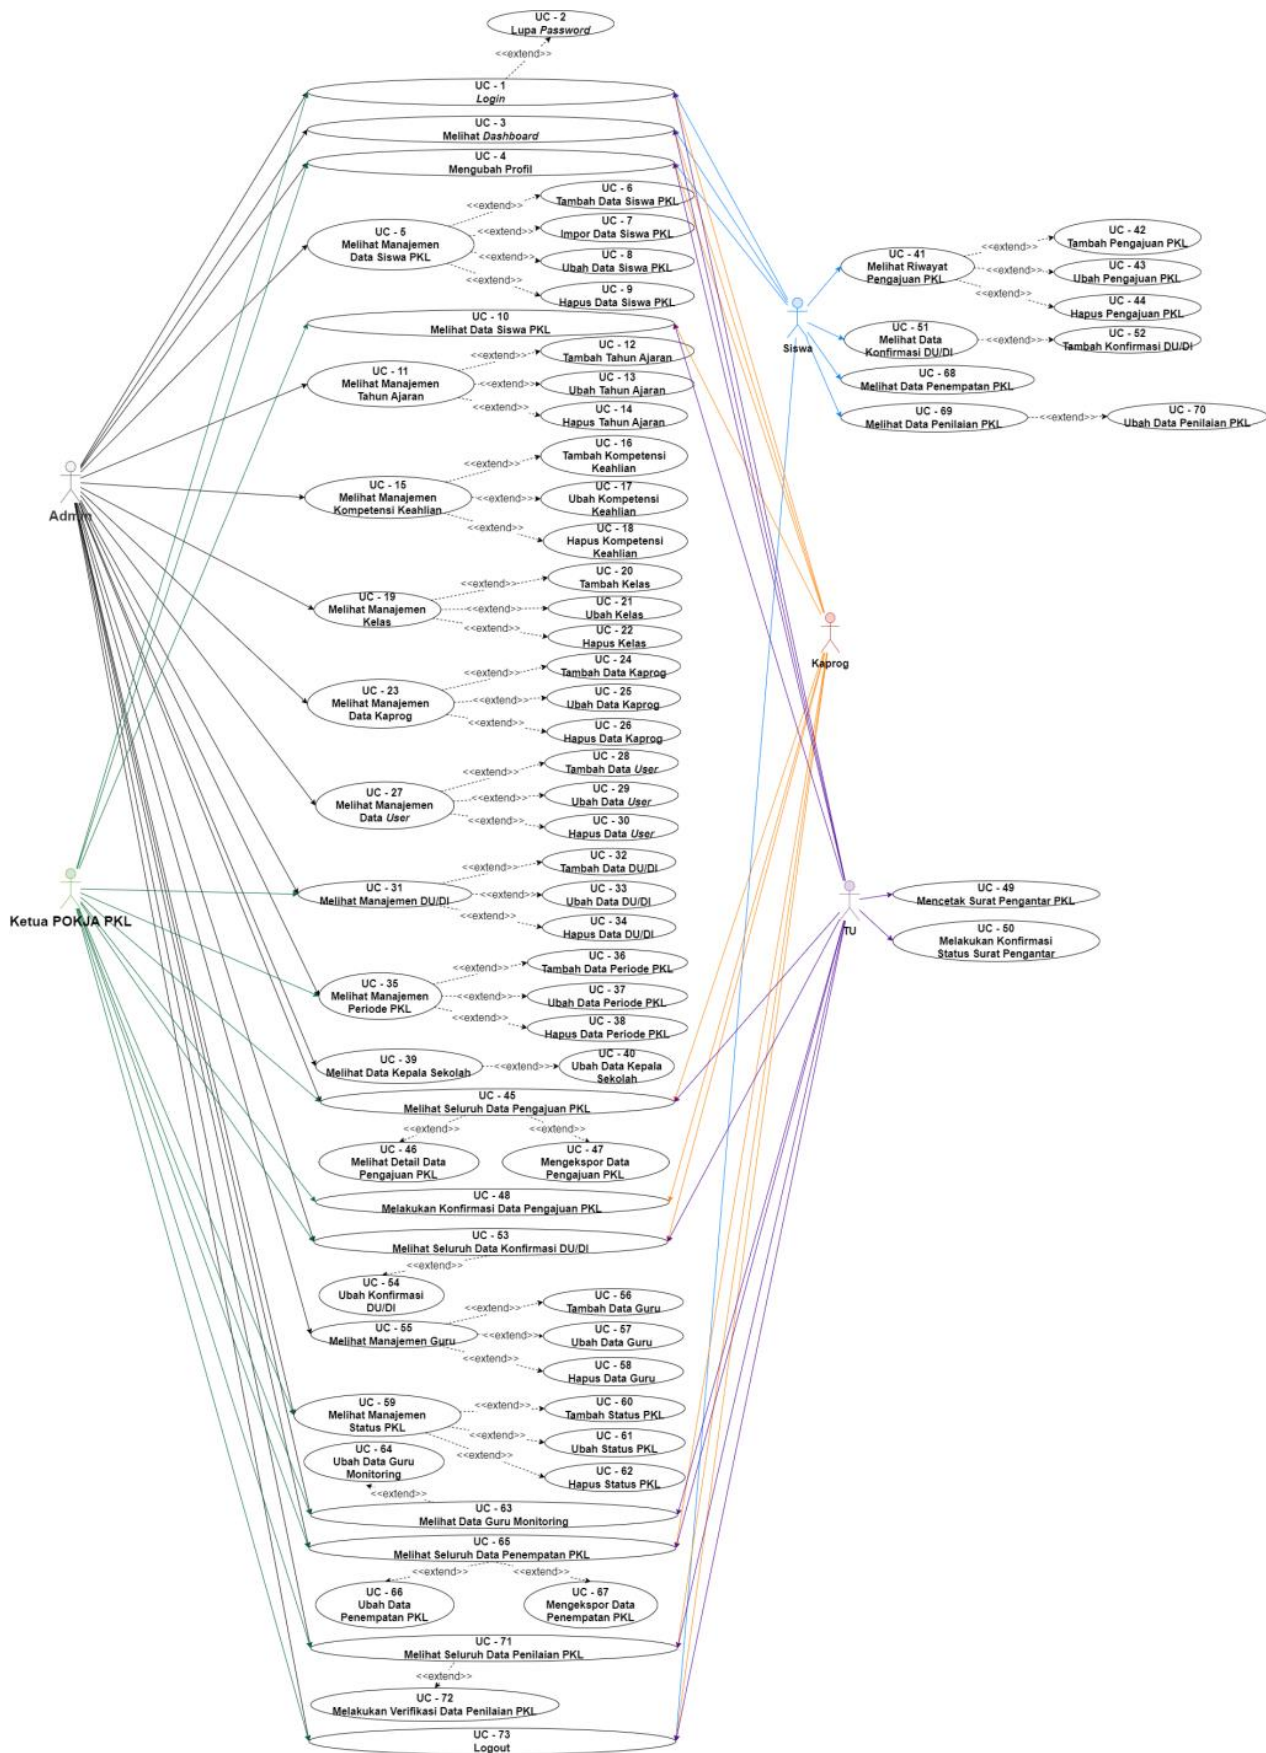 UC - 2
Lupa Password
<<extend>>
UC - 1
Login
UC - 3
Melihat Dashboard
UC - 4
Mengubah Profil
UC - 5
Melihat Manajemen
Data Siswa PKL
<<extend>>
<<extend>>
<<extend>>
<<extend>>
UC - 6
Tambah Data Siswa PKL
UC - 7
Impor Data Siswa PKL
UC - 8
Ubah Data Siswa PKL
UC - 9
Hapus Data Siswa PKL
UC - 10
Melihat Data Siswa PKL
UC - 11
Melihat Manajemen
Tahun Ajaran
<<extend>>
<<extend>>
<<extend>>
UC - 12
Tambah Tahun Ajaran
UC - 13
Ubah Tahun Ajaran
UC - 14
Hapus Tahun Ajaran
Admin
UC - 15
Melihat Manajemen
Kompetensi Keahlian
<<extend>>
<<extend>>
<<extend>>
UC - 16
Tambah Kompetensi
Keahlian
UC - 17
Ubah Kompetensi
Keahlian
UC - 18
Hapus Kompetensi
Keahlian
UC - 19
Melihat Manajemen
Kelas
<<extend>>
<<extend>>
<<extend>>
UC - 20
Tambah Kelas
UC - 21
Ubah Kelas
UC - 22
Hapus Kelas
UC - 23
Melihat Manajemen
Data Kaprog
<<extend>>
<<extend>>
<<extend>>
UC - 24
Tambah Data Kaprog
UC - 25
Ubah Data Kaprog
UC - 26
Hapus Data Kaprog
UC - 27
Melihat Manajemen
Data User
<<extend>>
<<extend>>
<<extend>>
UC - 28
Tambah Data User
UC - 29
Ubah Data User
UC - 30
Hapus Data User
Ketua POKJA PKL
UC - 31
Melihat Manajemen DU/DI
<<extend>>
<<extend>>
<<extend>>
UC - 32
Tambah Data DU/DI
UC - 33
Ubah Data DU/DI
UC - 34
Hapus Data DU/DI
UC - 35
Melihat Manajemen
Periode PKL
<<extend>>
<<extend>>
<<extend>>
UC - 36
Tambah Data Periode PKL
UC - 37
Ubah Data Periode PKL
UC - 38
Hapus Data Periode PKL
UC - 39
Melihat Data Kepala Sekolah
<<extend>>
UC - 40
Ubah Data Kepala
Sekolah
UC - 45
Melihat Seluruh Data Pengajuan PKL
<<extend>>
<<extend>>
UC - 46
Melihat Detail Data
Pengajuan PKL
UC - 47
Mengekspor Data
Pengajuan PKL
UC - 48
Melakukan Konfirmasi Data Pengajuan PKL
UC - 53
Melihat Seluruh Data Konfirmasi DU/DI
<<extend>>
UC - 54
Ubah Konfirmasi
DU/DI
UC - 55
Melihat Manajemen Guru
<<extend>>
<<extend>>
<<extend>>
UC - 56
Tambah Data Guru
UC - 57
Ubah Data Guru
UC - 58
Hapus Data Guru
UC - 59
Melihat Manajemen
Status PKL
<<extend>>
<<extend>>
<<extend>>
UC - 60
Tambah Status PKL
UC - 61
Ubah Status PKL
UC - 62
Hapus Status PKL
UC - 64
Ubah Data Guru
Monitoring
<<extend>>
UC - 63
Melihat Data Guru Monitoring
UC - 65
Melihat Seluruh Data Penempatan PKL
<<extend>>
<<extend>>
UC - 66
Ubah Data
Penempatan PKL
UC - 67
Mengekspor Data
Penempatan PKL
UC - 71
Melihat Seluruh Data Penilaian PKL
<<extend>>
UC - 72
Melakukan Verifikasi Data Penilaian PKL
UC - 73
Logout
Siswa
UC - 41
Melihat Riwayat
Pengajuan PKL
<<extend>>
<<extend>>
<<extend>>
UC - 42
Tambah Pengajuan PKL
UC - 43
Ubah Pengajuan PKL
UC - 44
Hapus Pengajuan PKL
UC - 51
Melihat Data
Konfirmasi DU/DI
<<extend>>
UC - 52
Tambah Konfirmasi DU/DI
UC - 68
Melihat Data Penempatan PKL
UC - 69
Melihat Data Penilaian PKL
<<extend>>
UC - 70
Ubah Data Penilaian PKL
Kaprog
TU
UC - 49
Mencetak Surat Pengantar PKL
UC - 50
Melakukan Konfirmasi
Status Surat Pengantar